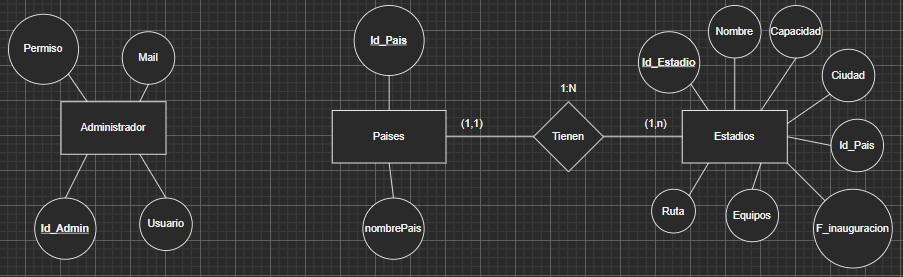 Permiso
Mail
Administrador
Id_Admin
Usuario
Id_Pais
Paises
nombrePais
(1,1)
1:N
Tienen
(1,n)
Id_Estadio
Nombre
Capacidad
Ciudad
Estadios
Id_Pais
Ruta
Equipos
F_inauguracion